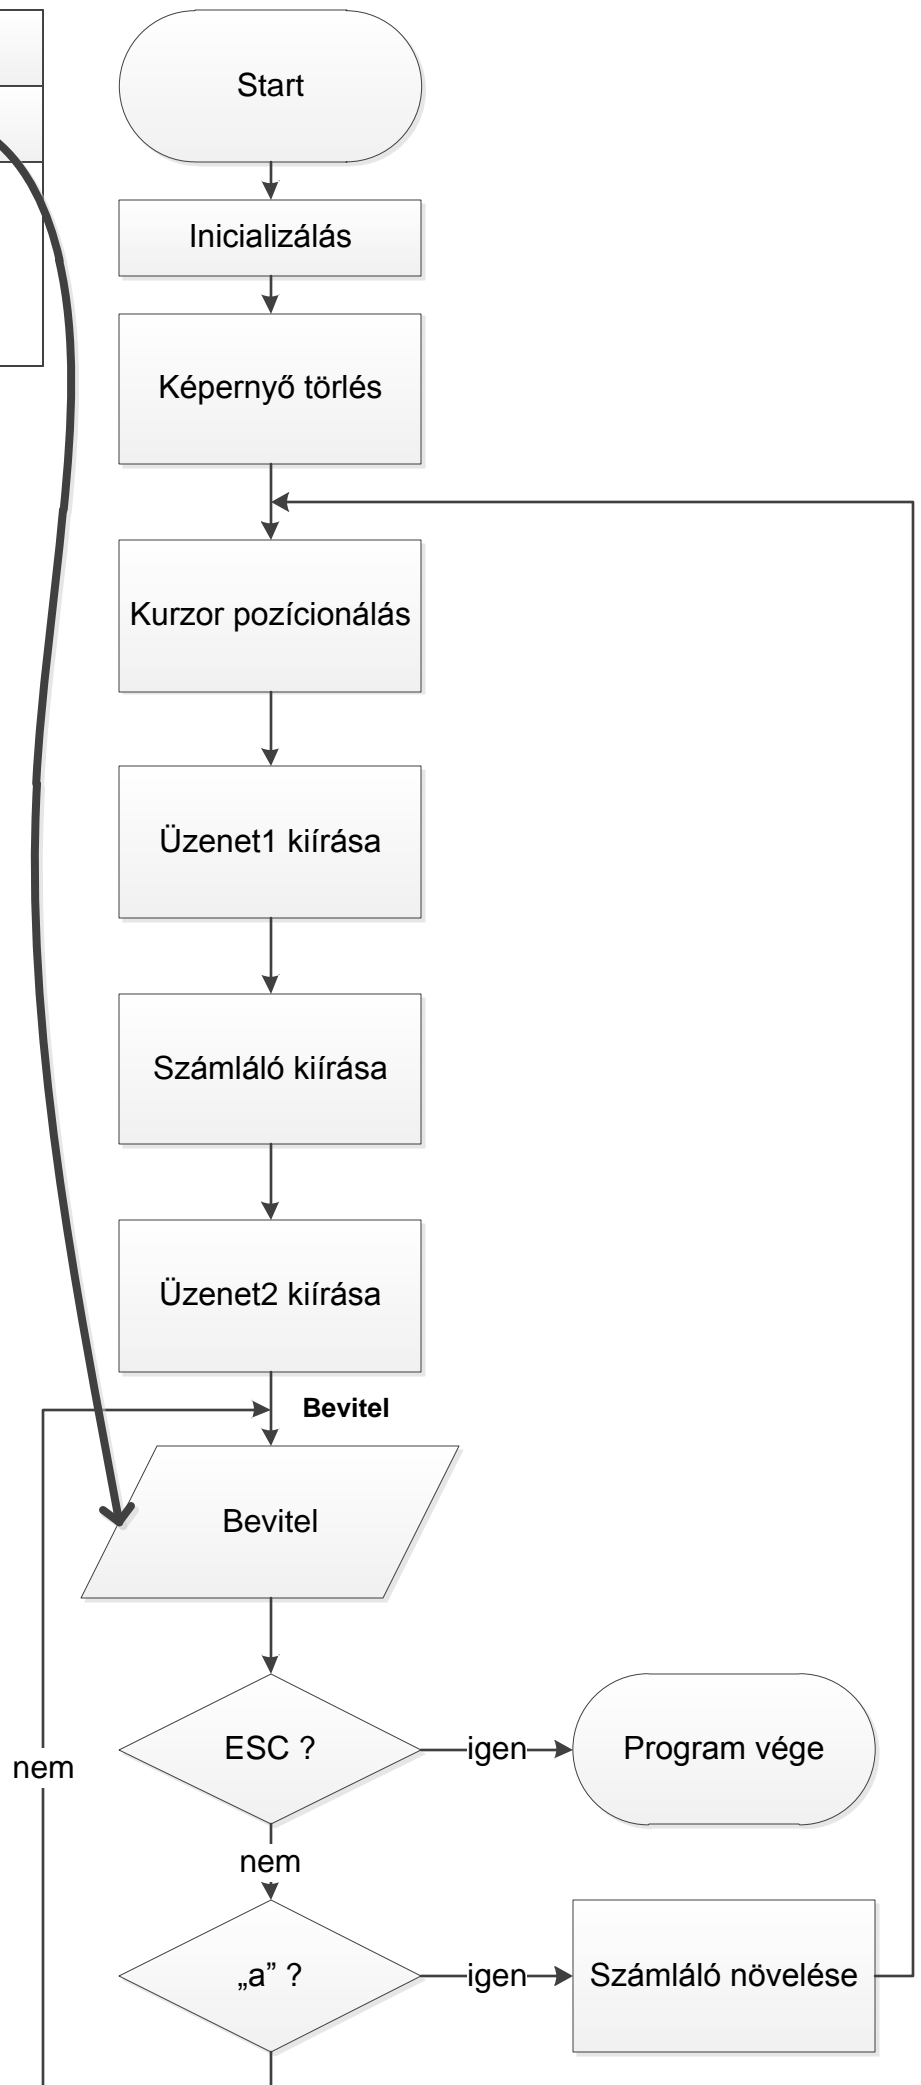 Start
Inicializálás
Képernyő törlés
Kurzor pozícionálás
Üzenet1 kiírása
Számláló kiírása
Üzenet2 kiírása
Bevitel
Bevitel
ESC ?
igen
Program vége
nem
nem
„a” ?
igen
Számláló növelése